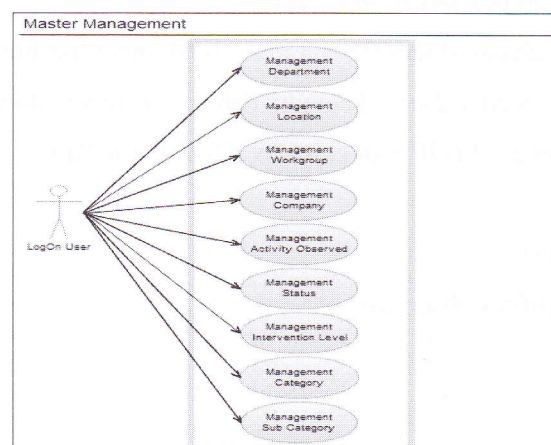 Master Management
Management
Department
Management
Location
Management
Workgroup
Management
Company
LogOn User
Management
Activity Observed
Management
Status
Management
Intervention Level
Management
Category
Management
Sub Category